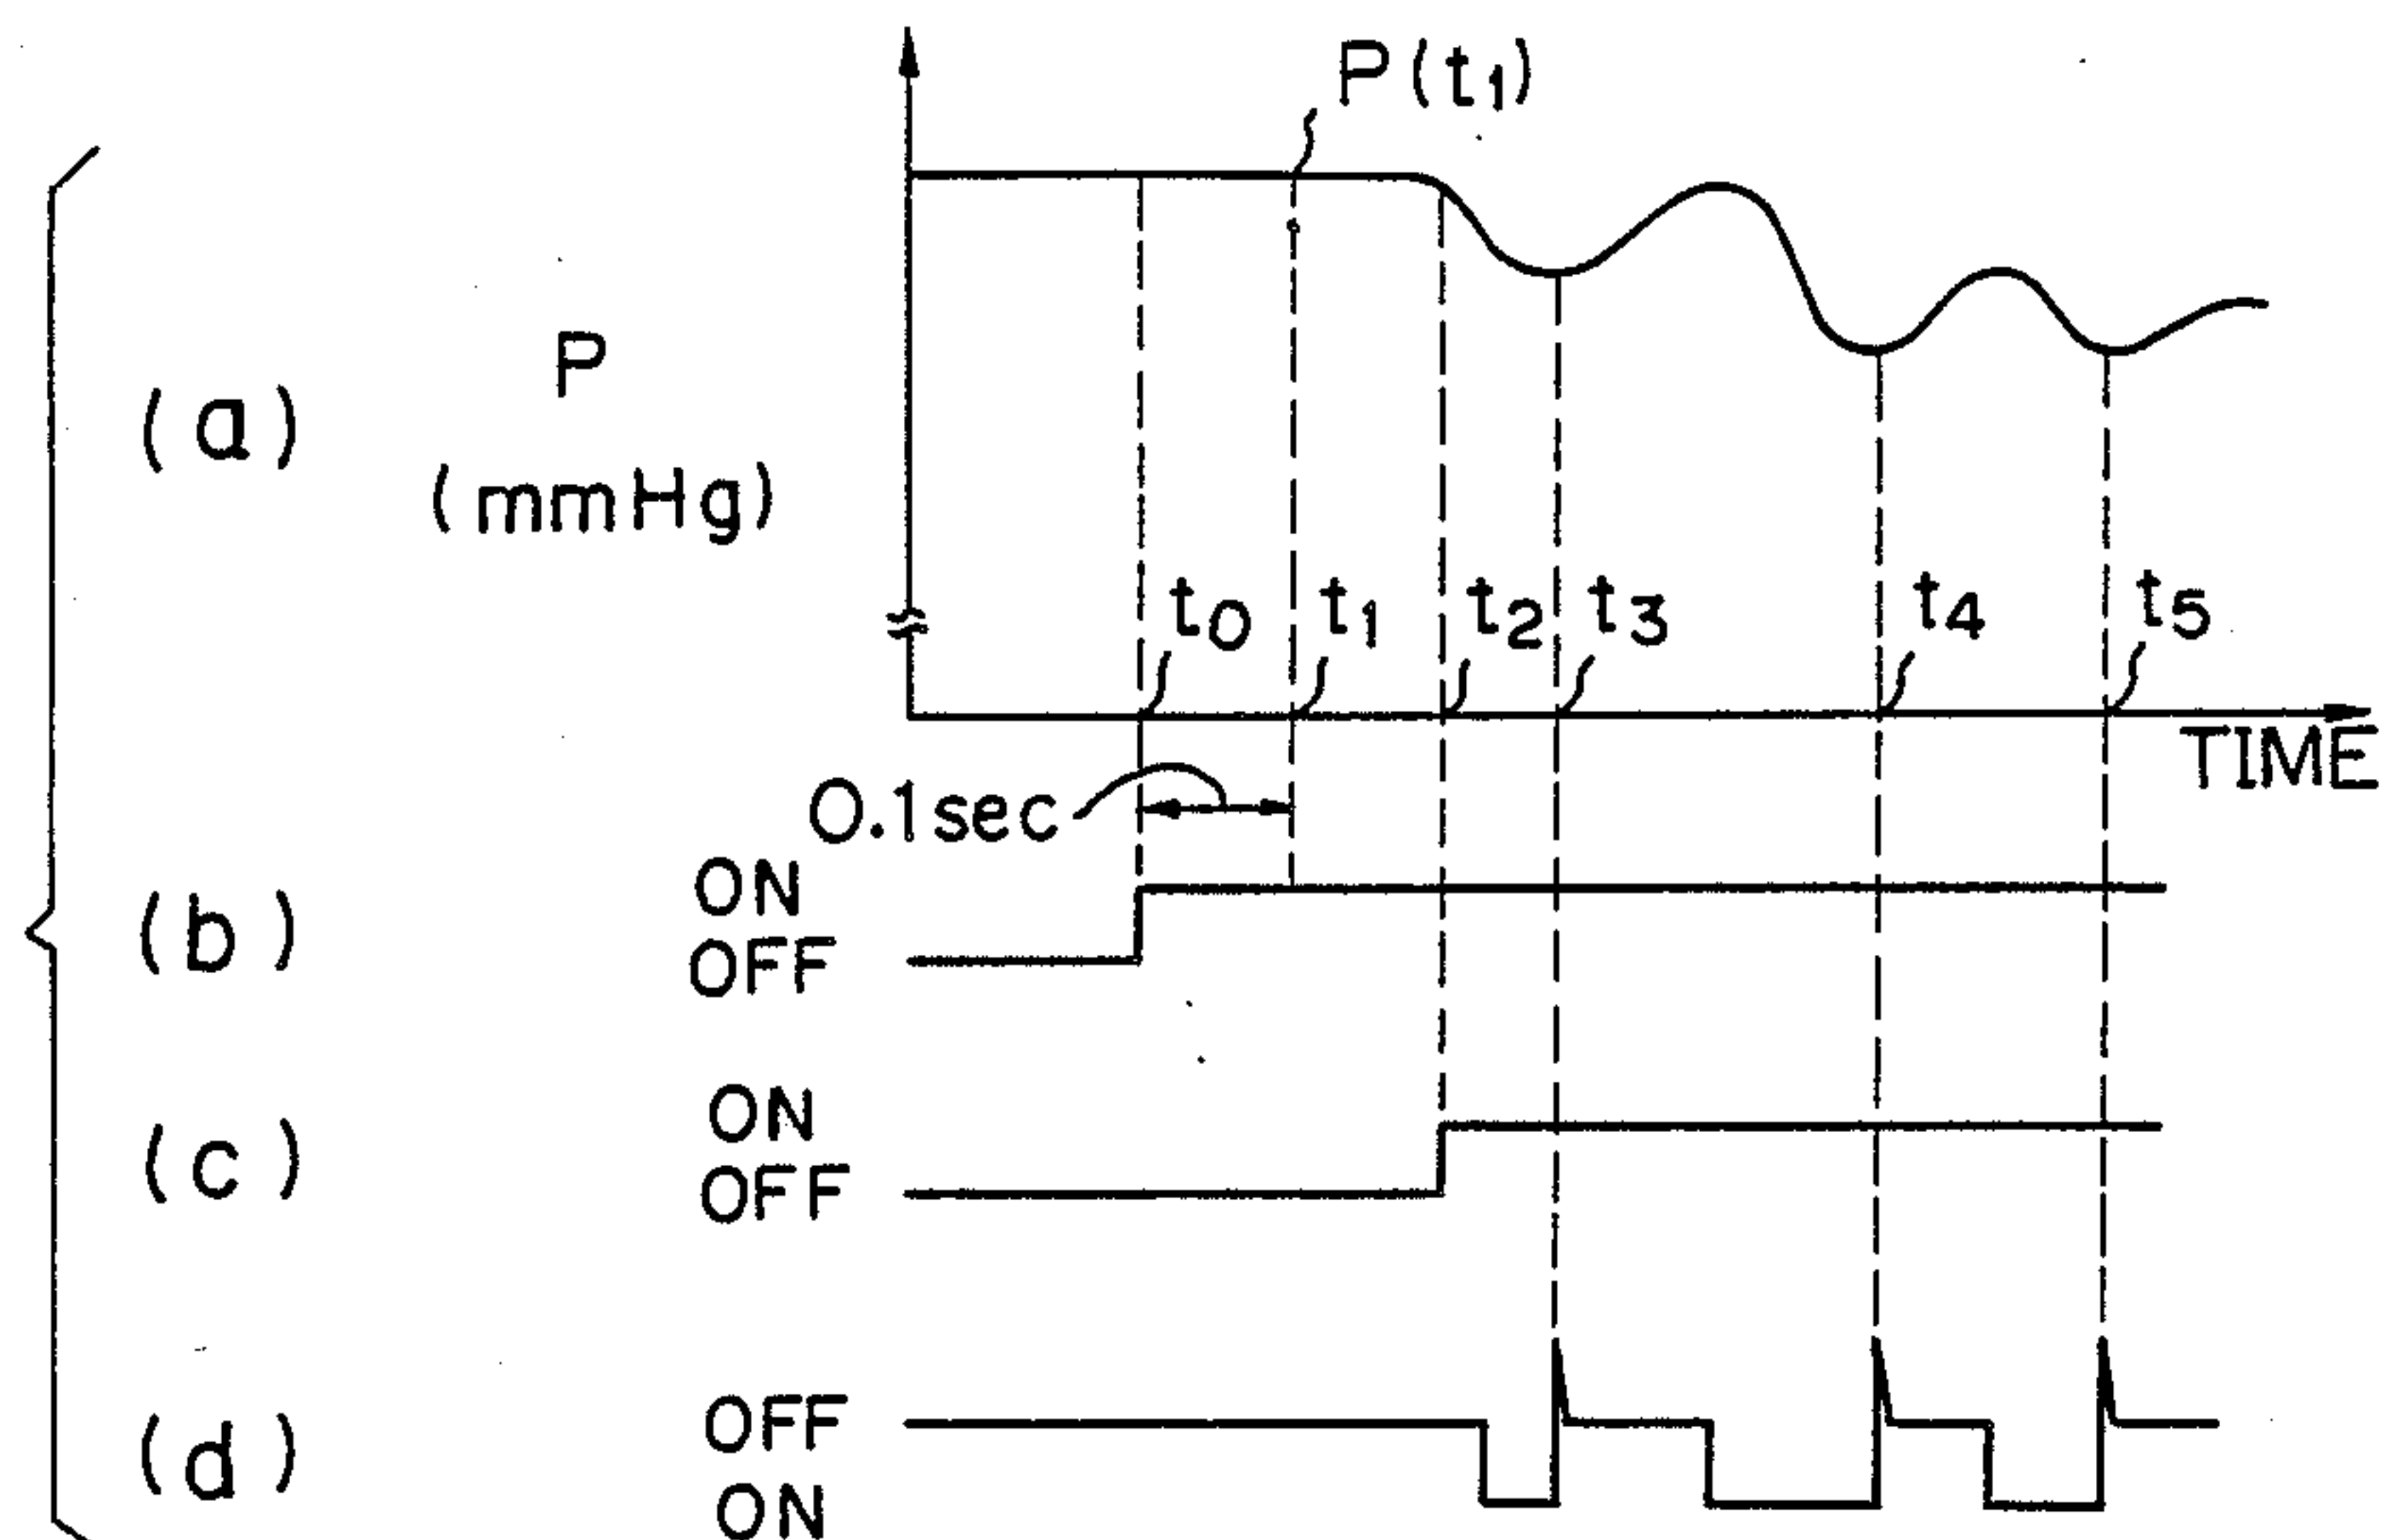 P(t1)
(a)
P
(mmHg)
t0
t1
t2
t3
t4
t5
TIME
0.1sec
(b)
ON
OFF
(c)
ON
OFF
(d)
OFF
ON